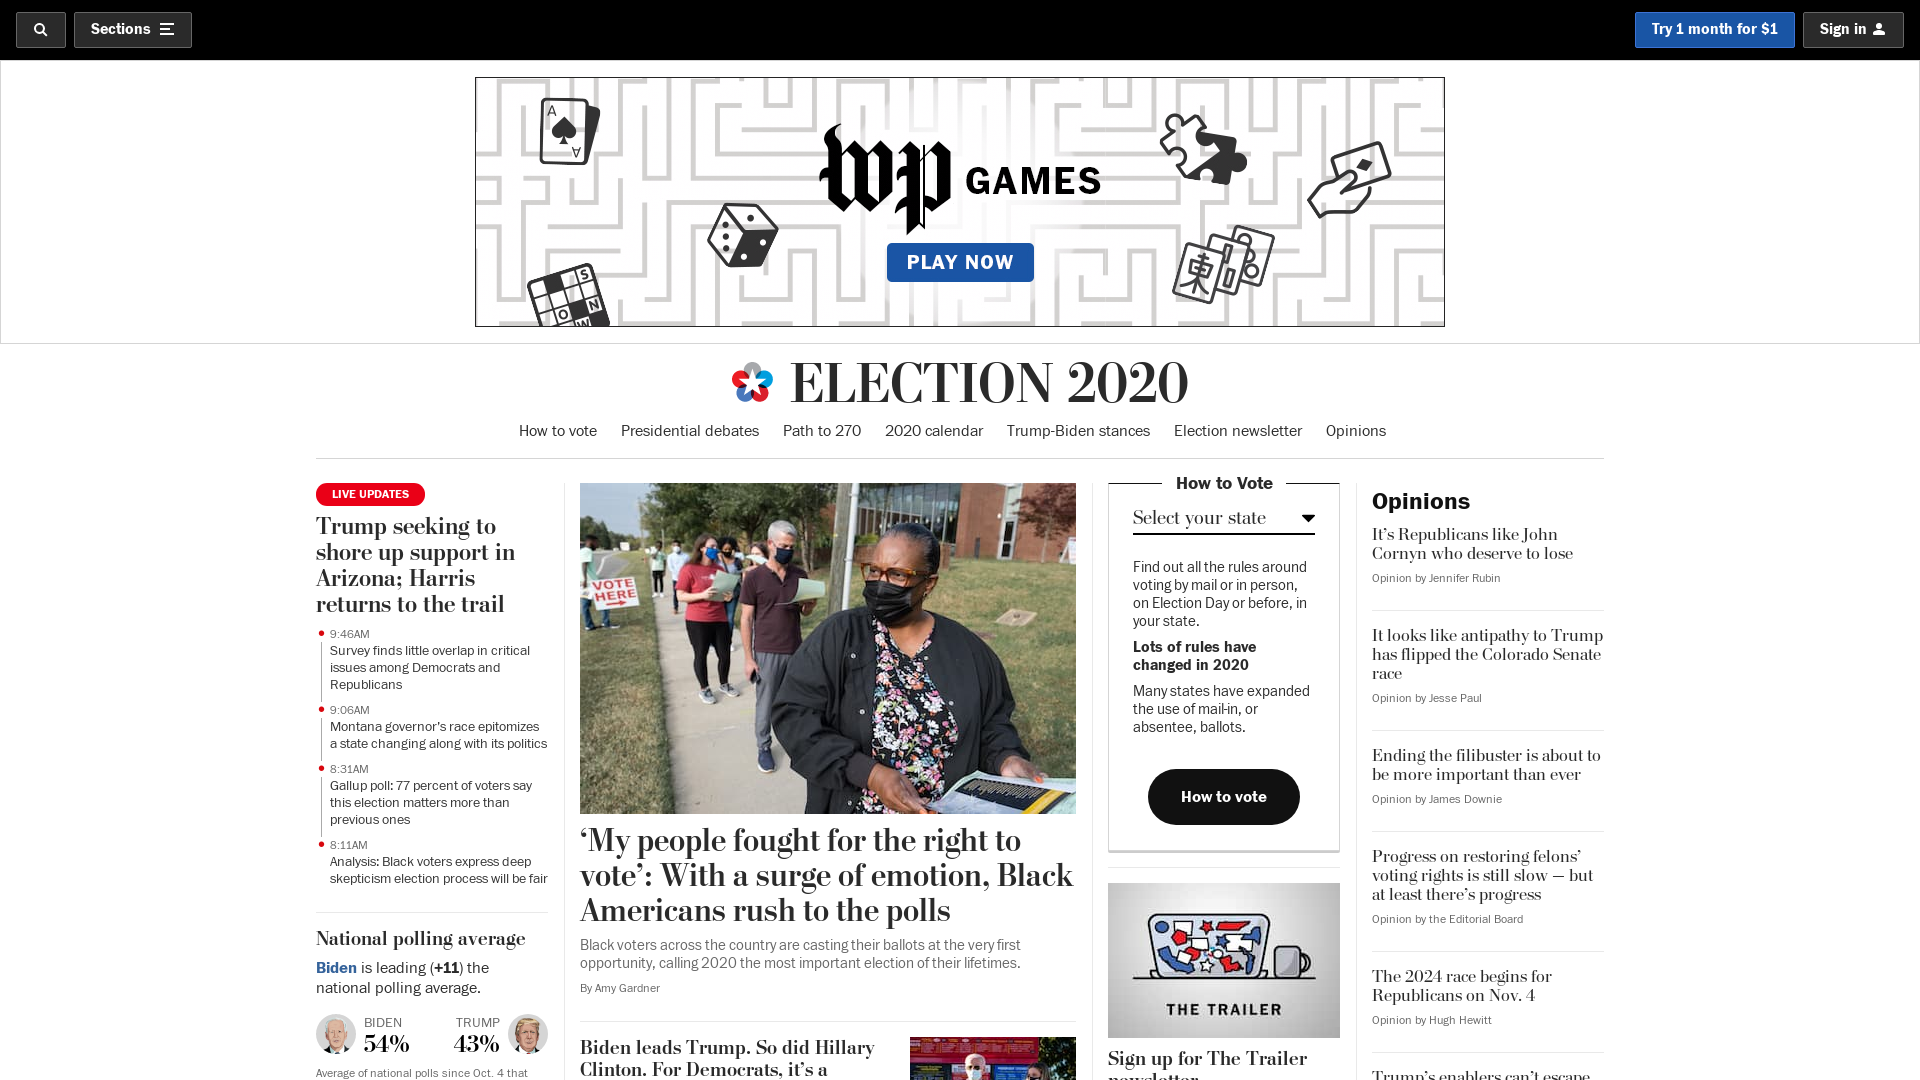 Sections
Try 1 month for $1
Sign in
A
A
wp GAMES
PLAY NOW
東
S
O N
W
ELECTION 2020
How to vote
Presidential debates
Path to 270
2020 calendar
Trump-Biden stances
Election newsletter
Opinions
LIVE UPDATES
Trump seeking to
shore up support in
Arizona; Harris
returns to the trail
9:46AM
Survey finds little overlap in critical
issues among Democrats and
Republicans
9:06AM
Montana governor's race epitomizes
a state changing along with its politics
8:31AM
Gallup poll: 77 percent of voters say
this election matters more than
previous ones
8:11AM
Analysis: Black voters express deep
skepticism election process will be fair
National polling average
Biden is leading (+11) the
national polling average.
BIDEN
54%
TRUMP
43%
Average of national polls since Oct. 4 that
VOTE
HERE
‘My people fought for the right to
vote’: With a surge of emotion, Black
Americans rush to the polls
Black voters across the country are casting their ballots at the very first
opportunity, calling 2020 the most important election of their lifetimes.
By Amy Gardner
Biden leads Trump. So did Hillary
Clinton. For Democrats, it’s a
How to Vote
Select your state
Find out all the rules around
voting by mail or in person,
on Election Day or before, in
your state.
Lots of rules have
changed in 2020
Many states have expanded
the use of mail-in, or
absentee, ballots.
How to vote
THE TRAILER
Sign up for The Trailer
newsletter
Opinions
It’s Republicans like John
Cornyn who deserve to lose
Opinion by Jennifer Rubin
It looks like antipathy to Trump
has flipped the Colorado Senate
race
Opinion by Jesse Paul
Ending the filibuster is about to
be more important than ever
Opinion by James Downie
Progress on restoring felons’
voting rights is still slow — but
at least there’s progress
Opinion by the Editorial Board
The 2024 race begins for
Republicans on Nov. 4
Opinion by Hugh Hewitt
Trump’s enablers can’t escape